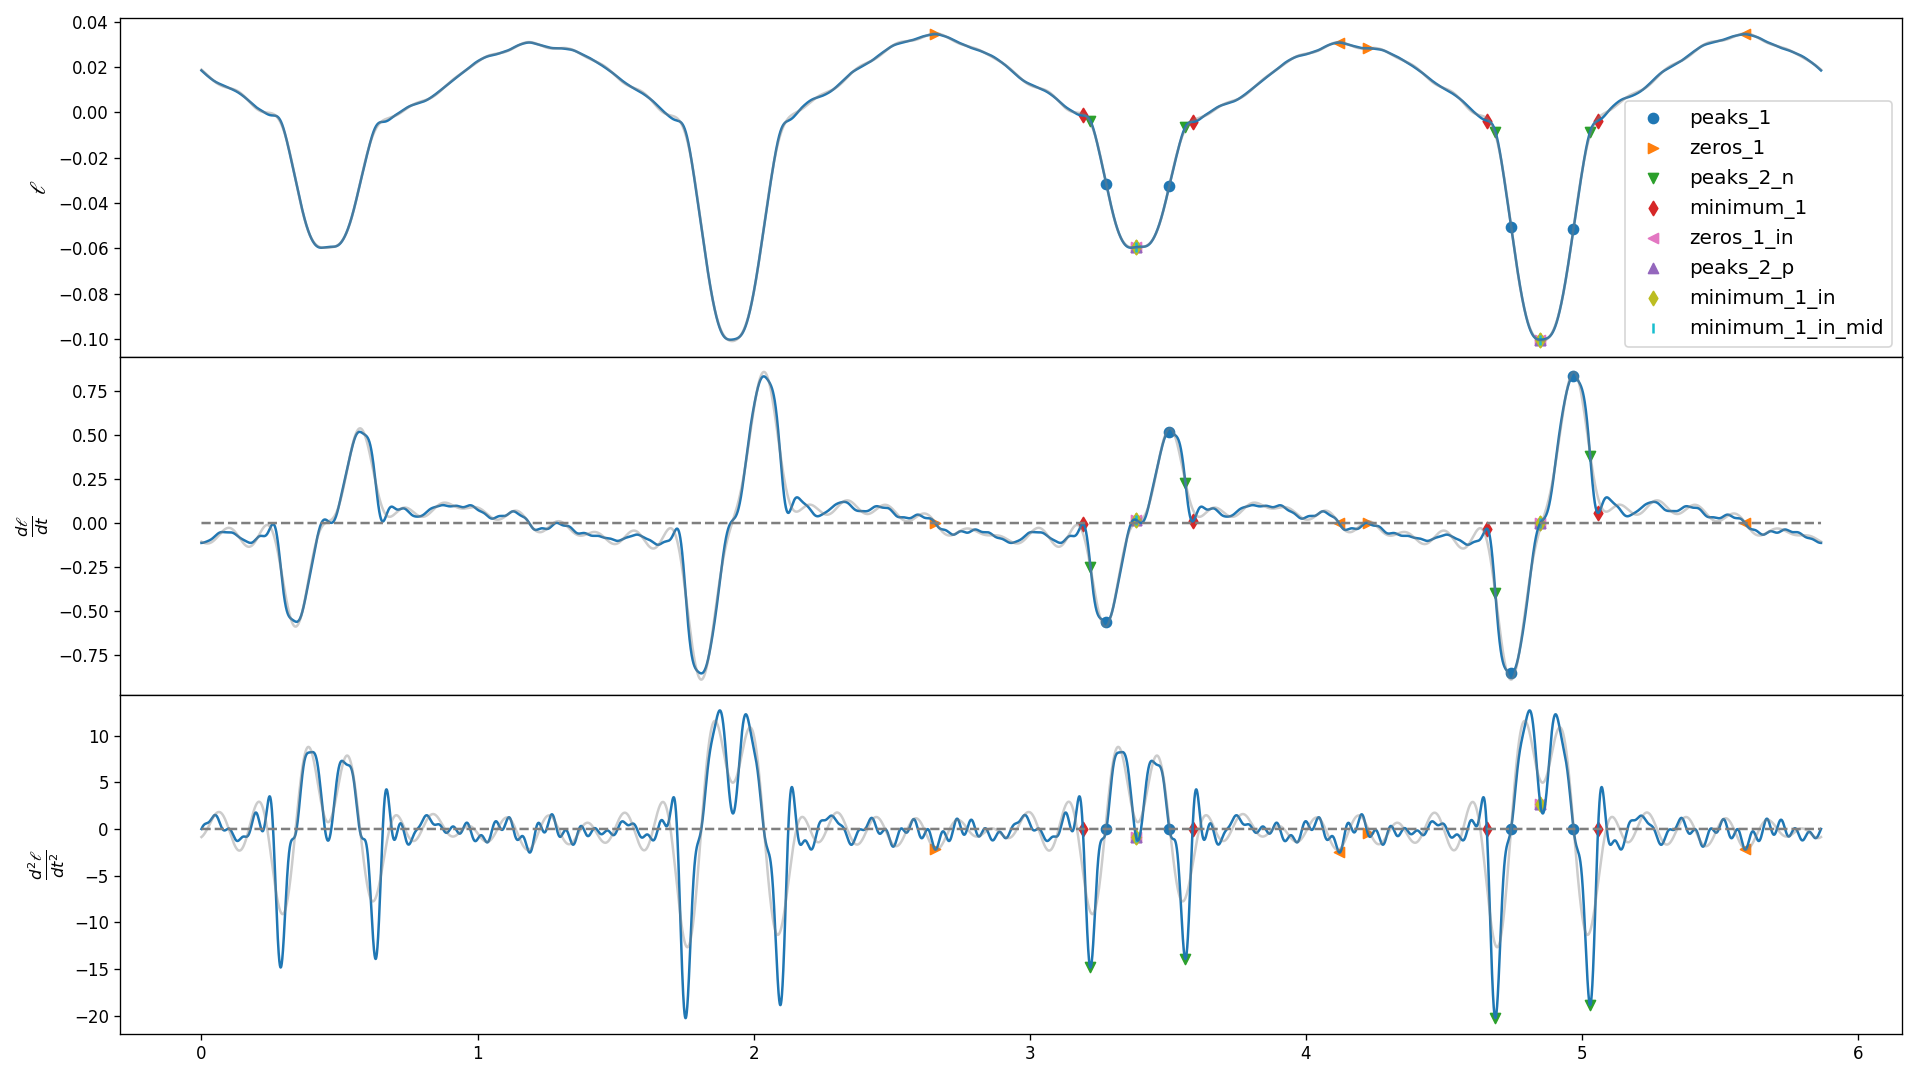 0.04
0.02
0.00
−0.02
−0.04
−0.06
−0.08
−0.10
ℓ
peaks_1
zeros_1
peaks_2_n
minimum_1
zeros_1_in
peaks_2_p
minimum_1_in
minimum_1_in_mid
0.75
0.50
0.25
0.00
−0.25
−0.50
−0.75
dℓ
dt
10
5
0
−5
−10
−15
−20
d²ℓ
dt²
0 1 2 3 4 5 6